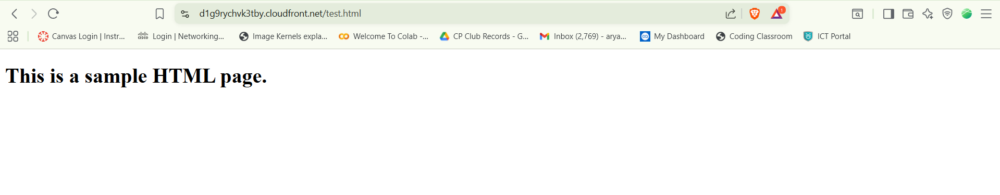 d1g9rychvk3tby.cloudfront.net/test.html
1
Canvas Login | Instr... Login | Networking... Image Kernels expla... Welcome To Colab -... CP Club Records - G... Inbox (2,769) - arya... My Dashboard Coding Classroom ICT Portal
This is a sample HTML page.